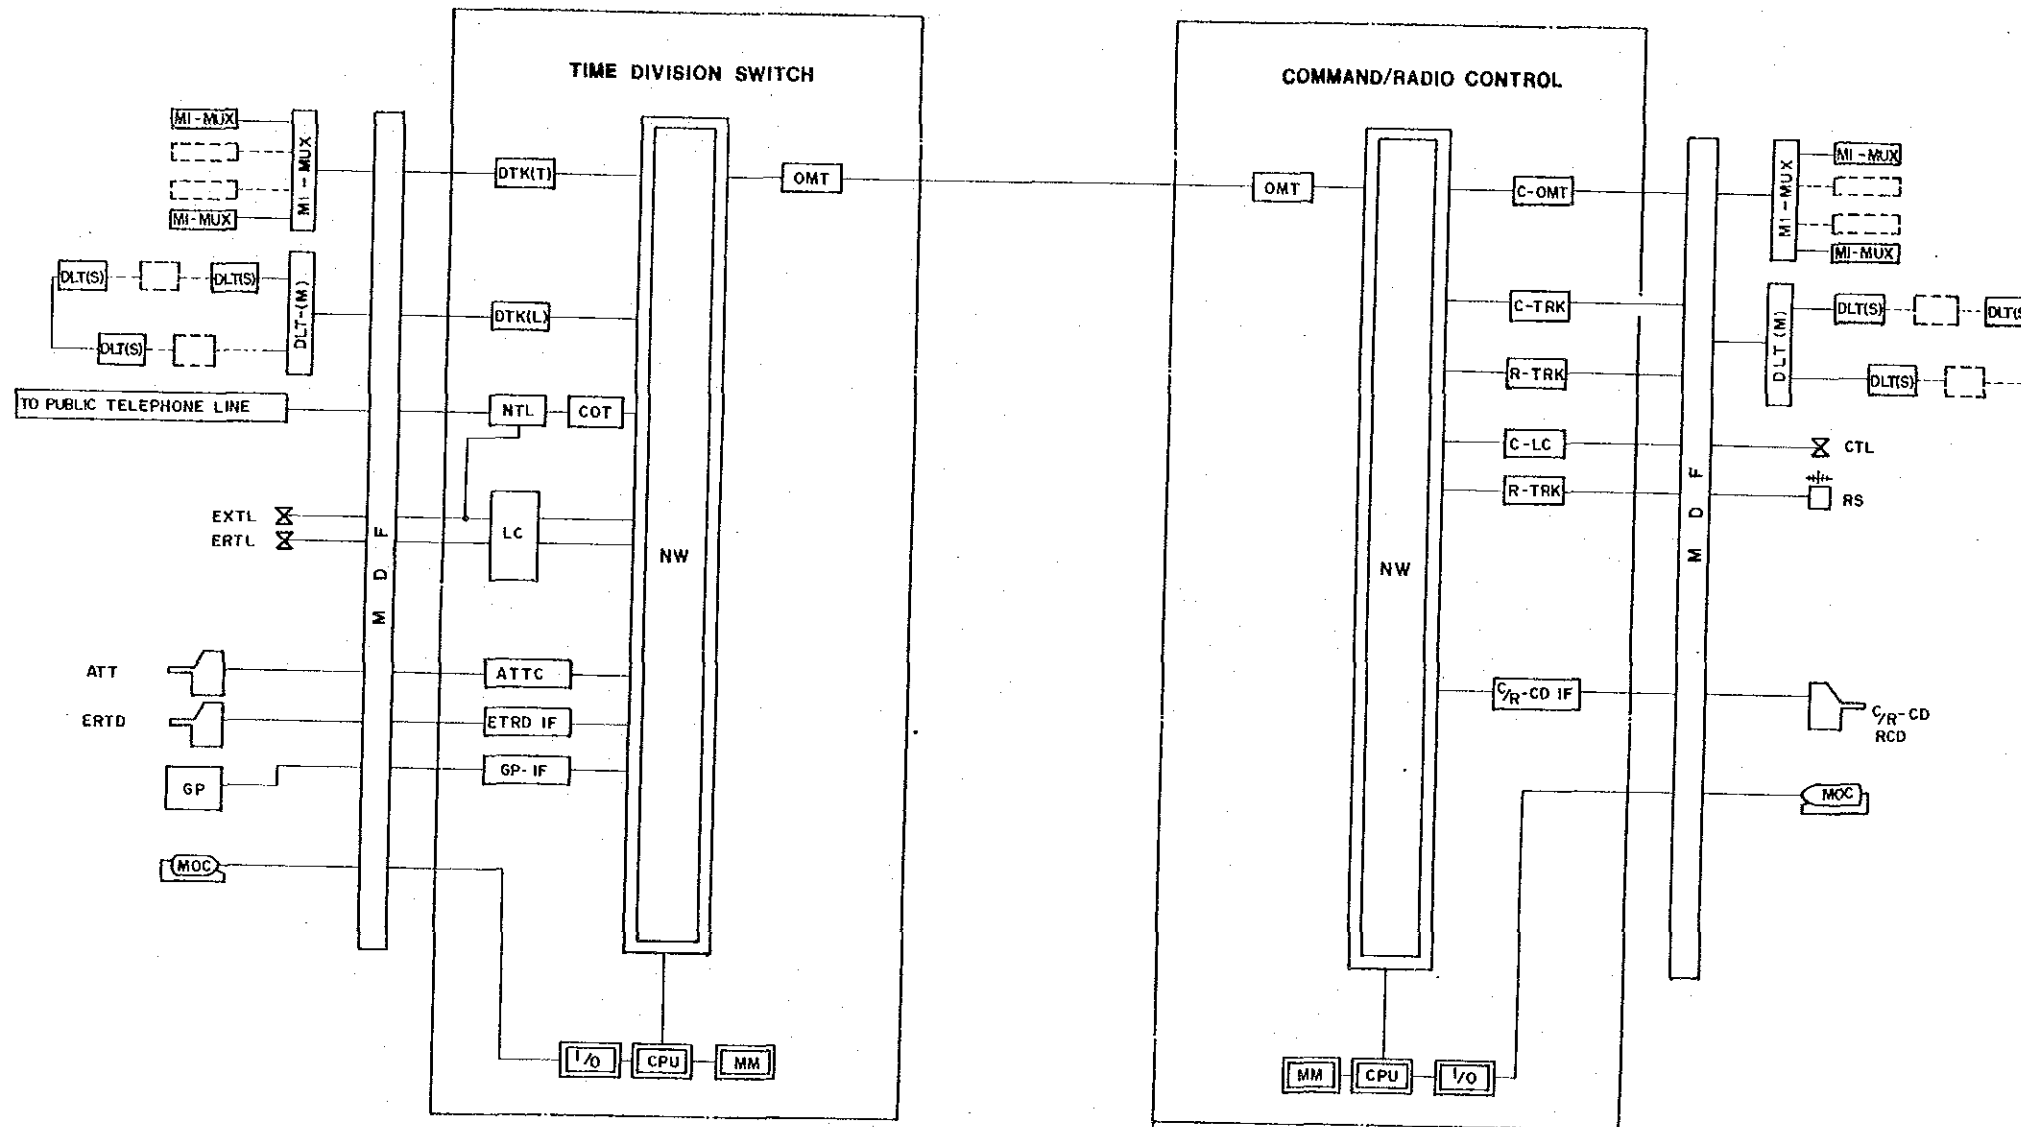 TIME DIVISION SWITCH
COMMAND/RADIO CONTROL
MI-MUX
MI-MUX
MI-MUX
DTK(T)
OMT
OMT
C-OMT
MI-MUX
MI-MUX
MI-MUX
DLT(S)
DLT(S)
DLT(S)
DLT-(M)
DTK(L)
C-TRK
DLT (M)
DLT(S)
DLT(S)
R-TRK
TO PUBLIC TELEPHONE LINE
NTL
COT
C-LC
CTL
R-TRK
RS
EXTL
ERTL
LC
MDF
NW
NW
MDF
ATT
ATTC
C/R-CD IF
C/R-CD
RCD
ERTD
ETRD IF
GP
GP-IF
MOC
MOC
I/O
CPU
MM
MM
CPU
I/O